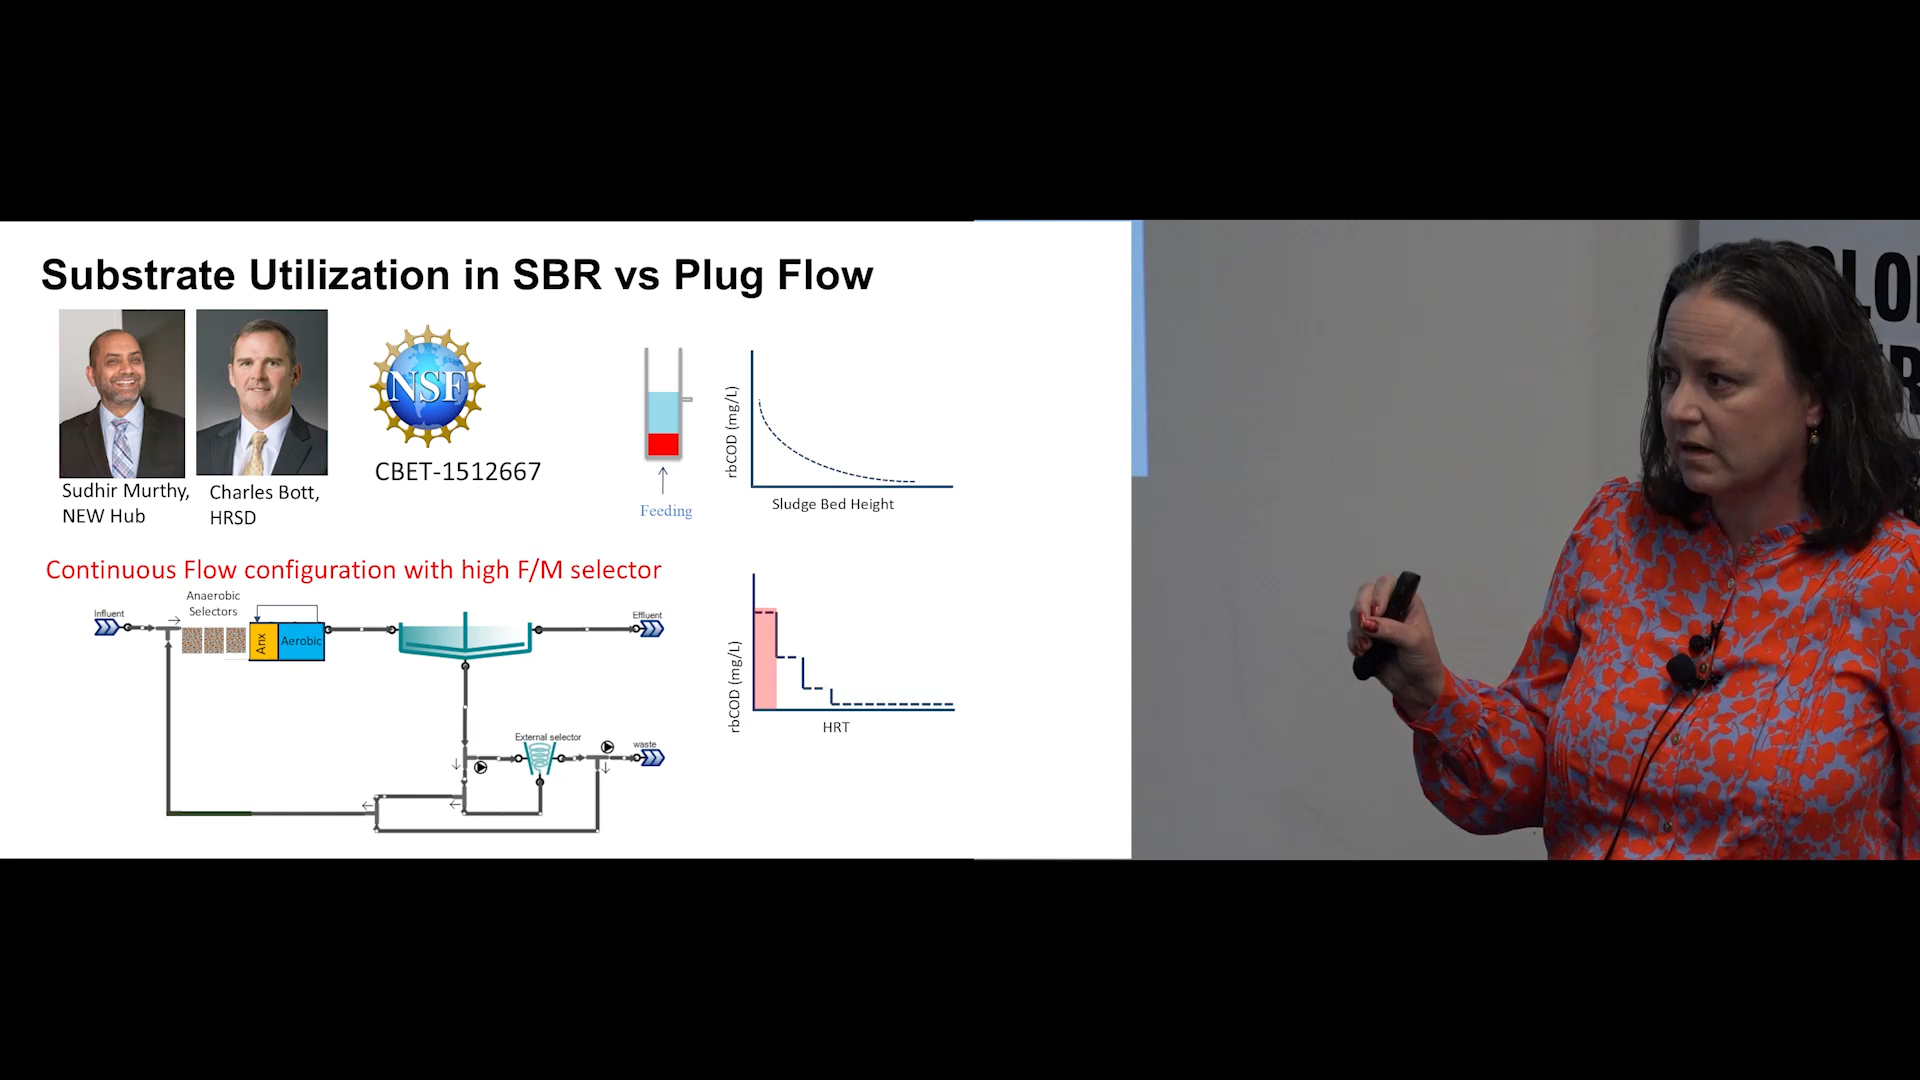 Substrate Utilization in SBR vs Plug Flow
NSF
CBET-1512667
Sudhir Murthy,
NEW Hub
Charles Bott,
HRSD
Feeding
rbCOD (mg/L)
Sludge Bed Height
Continuous Flow configuration with high F/M selector
Influent
Anaerobic
Selectors
Anx
Aerobic
Effluent
External selector
waste
rbCOD (mg/L)
HRT